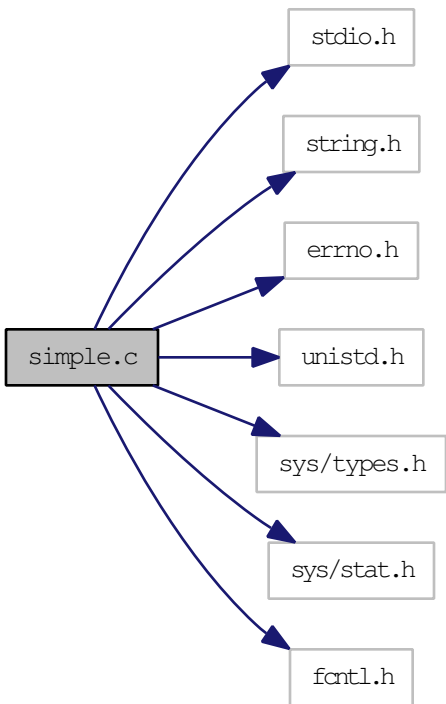 stdio.h
string.h
errno.h
simple.c
unistd.h
sys/types.h
sys/stat.h
fcntl.h